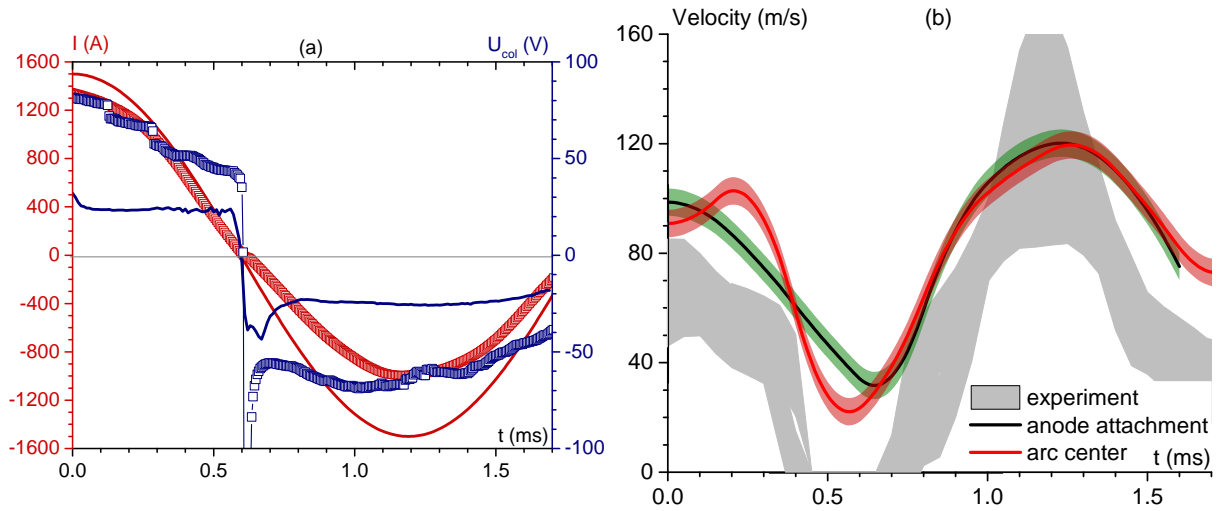 I (A)
(a)
U_col (V)
1600
1200
800
400
0
-400
-800
-1200
-1600
100
50
0
-50
-100
t (ms)
0.0
0.5
1.0
1.5
Velocity (m/s)
(b)
160
120
80
40
0
experiment
anode attachment
arc center
t (ms)
0.0
0.5
1.0
1.5